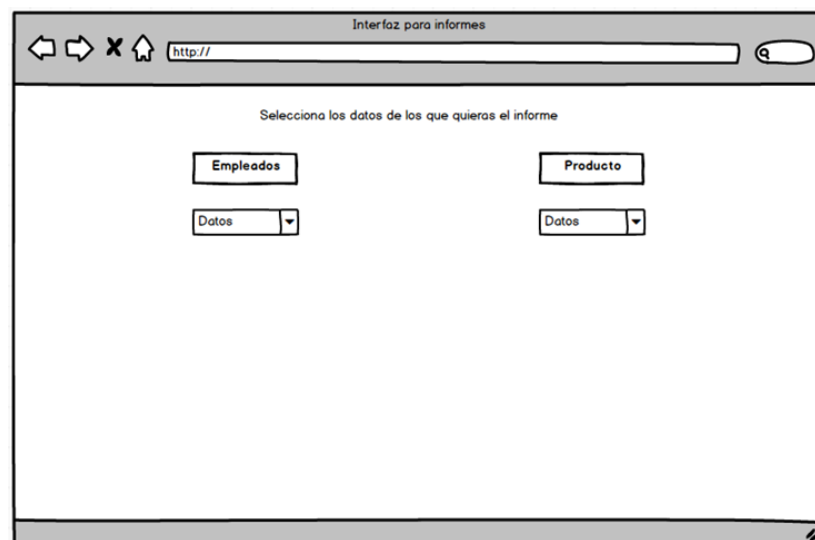 Interfaz para informes
http://
Selecciona los datos de los que quieras el informe
Empleados
Producto
Datos
Datos